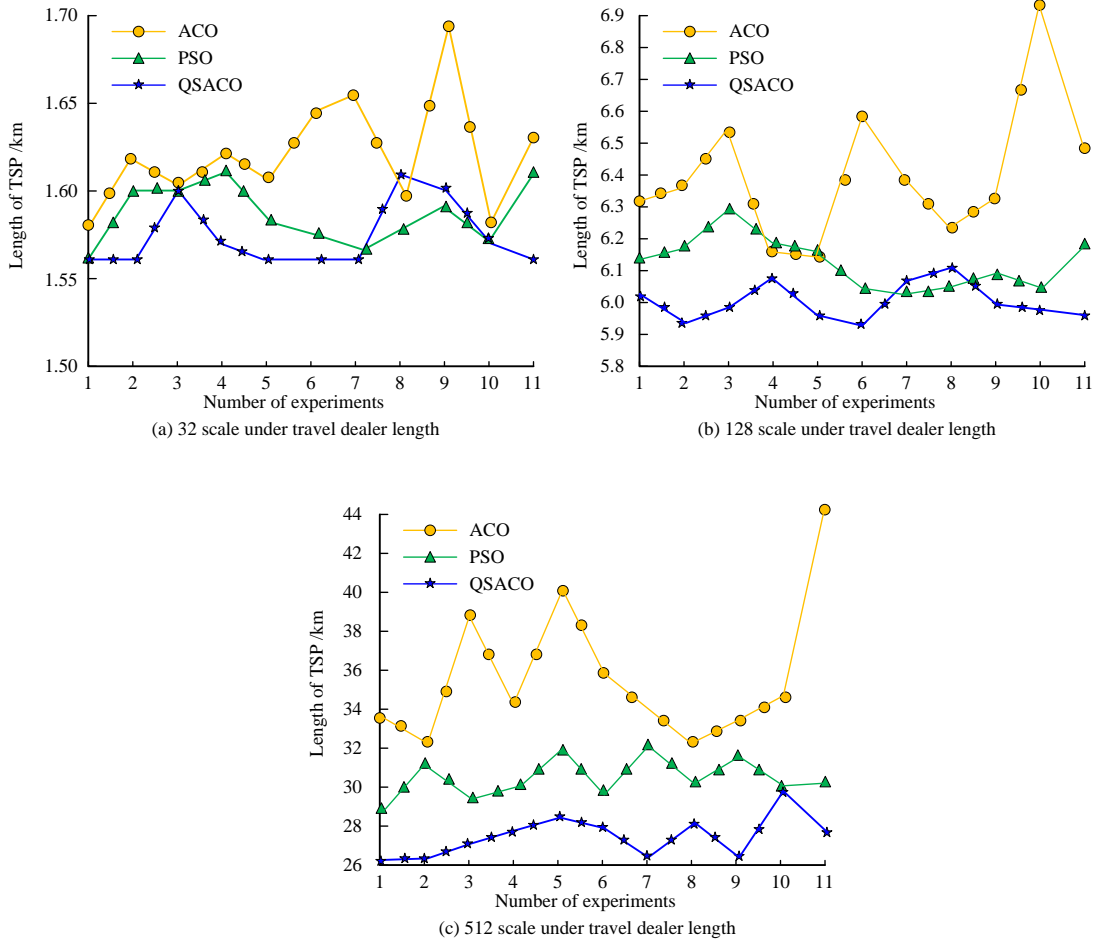 1.70
1.65
1.60
1.55
1.50
Length of TSP /km
ACO
PSO
QSACO
1 2 3 4 5 6 7 8 9 10 11
Number of experiments
(a) 32 scale under travel dealer length
6.9
6.8
6.7
6.6
6.5
6.4
6.3
6.2
6.1
6.0
5.9
5.8
Length of TSP /km
ACO
PSO
QSACO
1 2 3 4 5 6 7 8 9 10 11
Number of experiments
(b) 128 scale under travel dealer length
44
42
40
38
36
34
33
32
30
28
26
Length of TSP /km
ACO
PSO
QSACO
1 2 3 4 5 6 7 8 9 10 11
Number of experiments
(c) 512 scale under travel dealer length